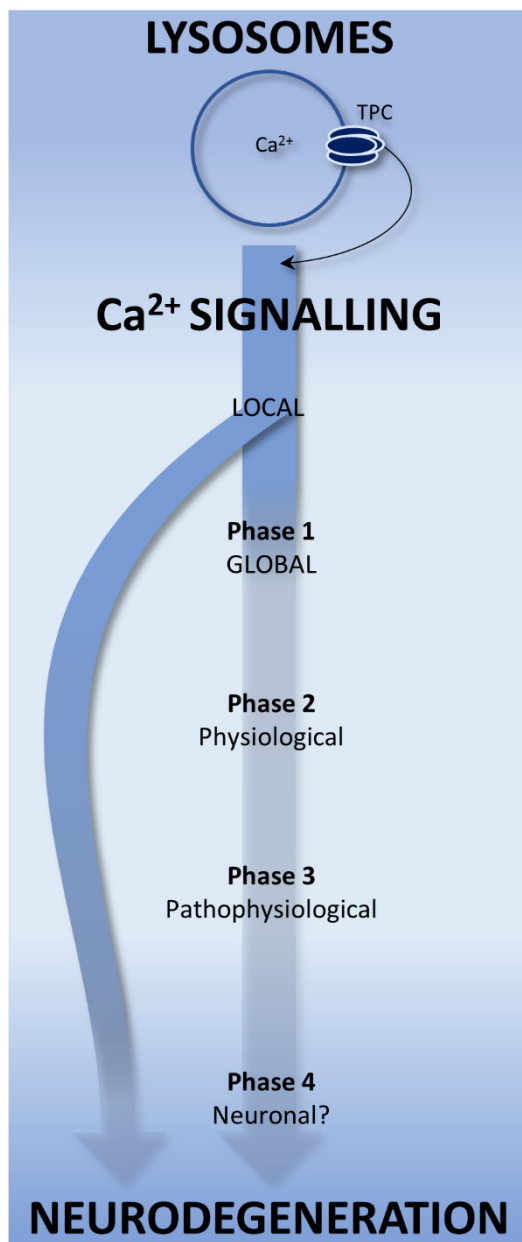 LYSOSOMES
TPC
Ca²⁺
Ca²⁺ SIGNALLING
LOCAL
Phase 1
GLOBAL
Phase 2
Physiological
Phase 3
Pathophysiological
Phase 4
Neuronal?
NEURODEGENERATION